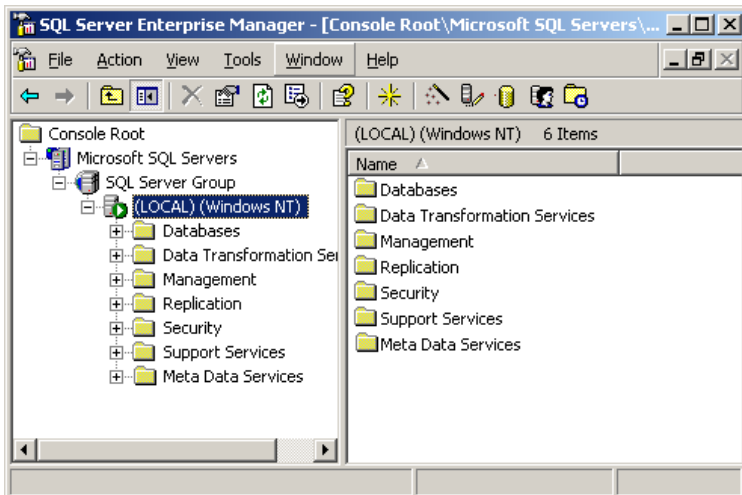 SQL Server Enterprise Manager - [Console Root\Microsoft SQL Servers\...
File Action View Tools Window Help
Console Root
Microsoft SQL Servers
SQL Server Group
(LOCAL) (Windows NT)
Databases
Data Transformation Ser
Management
Replication
Security
Support Services
Meta Data Services
(LOCAL) (Windows NT) 6 Items
Name
Databases
Data Transformation Services
Management
Replication
Security
Support Services
Meta Data Services